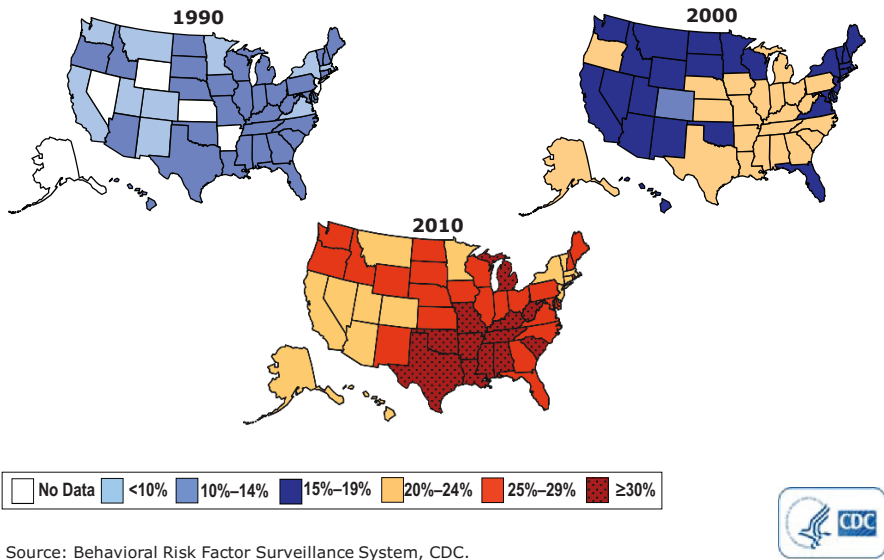 1990
2000
2010
No Data <10% 10%–14% 15%–19% 20%–24% 25%–29% ≥30%
CDC
Source: Behavioral Risk Factor Surveillance System, CDC.